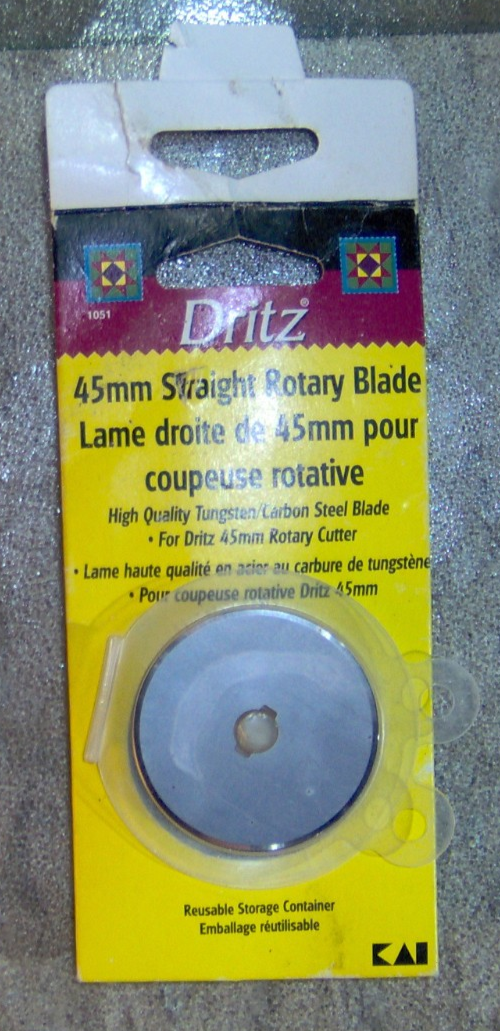 1051
Dritz®
45mm Straight Rotary Blade
Lame droite de 45mm pour
coupeuse rotative
High Quality Tungsten/Carbon Steel Blade
• For Dritz 45mm Rotary Cutter
• Lame haute qualité en acier au carbure de tungstène
• Pour coupeuse rotative Dritz 45mm
Reusable Storage Container
Emballage réutilisable
KAI